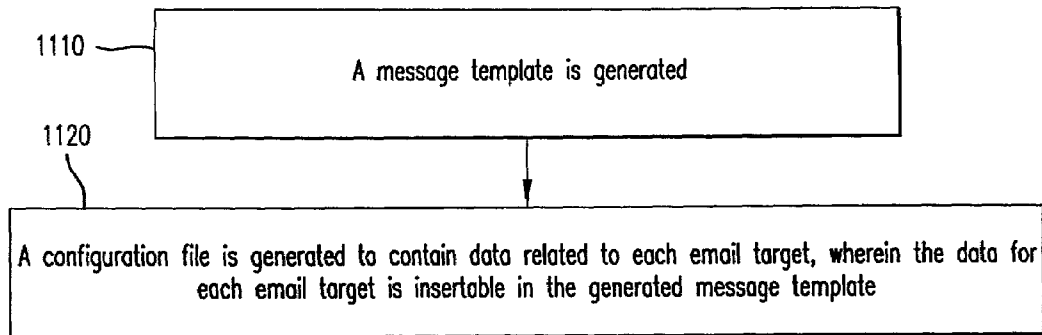 1110
A message template is generated
1120
A configuration file is generated to contain data related to each email target, wherein the data for
each email target is insertable in the generated message template